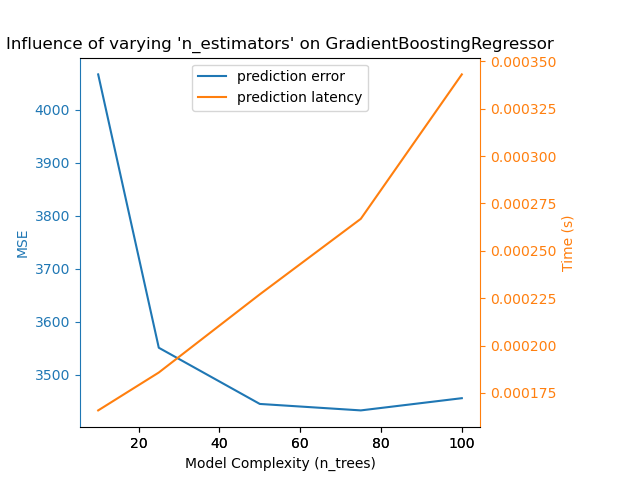 Influence of varying 'n_estimators' on GradientBoostingRegressor
prediction error
prediction latency
MSE
4000
3900
3800
3700
3600
3500
0.000350
0.000325
0.000300
0.000275
0.000250
0.000225
0.000200
0.000175
Time (s)
20 40 60 80 100
Model Complexity (n_trees)